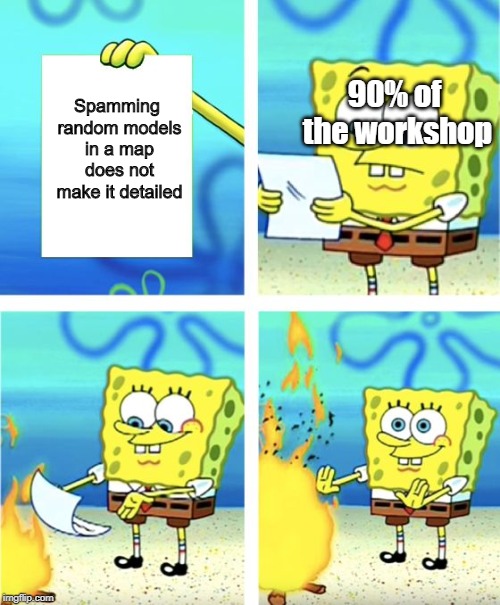 Spamming
random models
in a map
does not
make it detailed
90% of
the workshop
imgflip.com